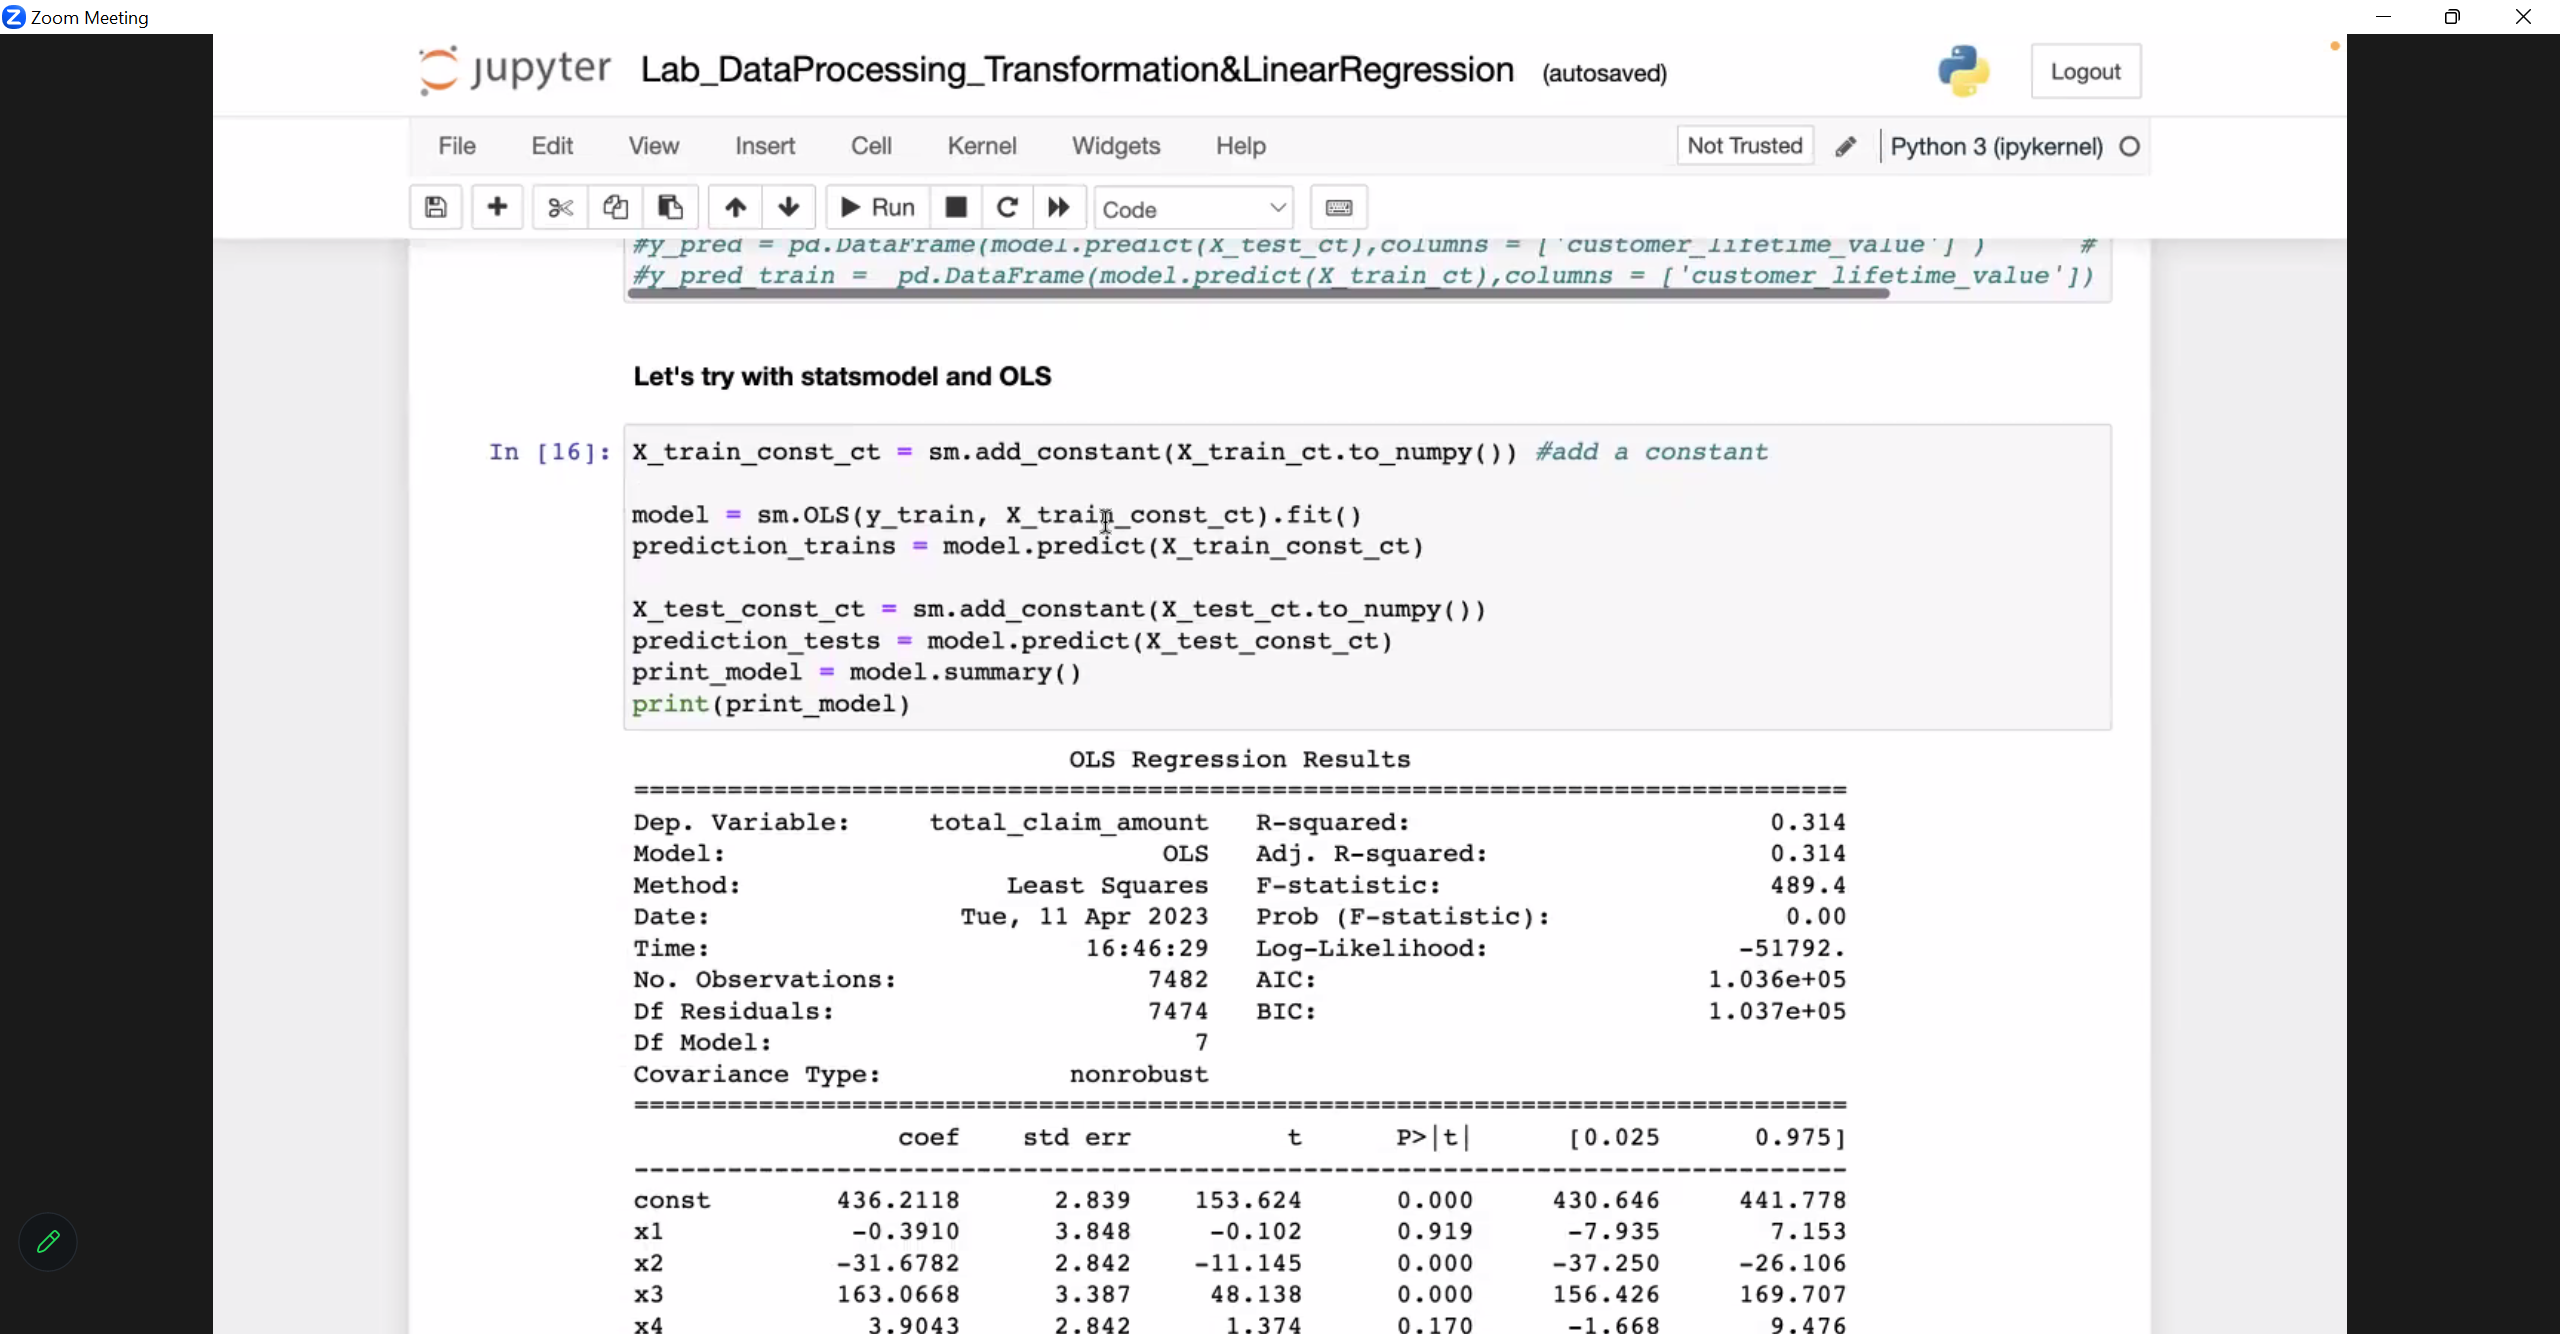 Zoom Meeting
jupyter Lab_DataProcessing_Transformation&LinearRegression (autosaved) Logout
File Edit View Insert Cell Kernel Widgets Help Not Trusted Python 3 (ipykernel)
Run Code
#y_pred = pd.DataFrame(model.predict(X_test_ct),columns = ['customer_lifetime_value'] ) #
#y_pred_train = pd.DataFrame(model.predict(X_train_ct),columns = ['customer_lifetime_value'])
Let's try with statsmodel and OLS
In [16]: X_train_const_ct = sm.add_constant(X_train_ct.to_numpy()) #add a constant
model = sm.OLS(y_train, X_train_const_ct).fit()
prediction_trains = model.predict(X_train_const_ct)
X_test_const_ct = sm.add_constant(X_test_ct.to_numpy())
prediction_tests = model.predict(X_test_const_ct)
print_model = model.summary()
print(print_model)
OLS Regression Results
==============================================================================
Dep. Variable: total_claim_amount R-squared: 0.314
Model: OLS Adj. R-squared: 0.314
Method: Least Squares F-statistic: 489.4
Date: Tue, 11 Apr 2023 Prob (F-statistic): 0.00
Time: 16:46:29 Log-Likelihood: -51792.
No. Observations: 7482 AIC: 1.036e+05
Df Residuals: 7474 BIC: 1.037e+05
Df Model: 7
Covariance Type: nonrobust
==============================================================================
coef std err t P>|t| [0.025 0.975]
------------------------------------------------------------------------------
const 436.2118 2.839 153.624 0.000 430.646 441.778
x1 -0.3910 3.848 -0.102 0.919 -7.935 7.153
x2 -31.6782 2.842 -11.145 0.000 -37.250 -26.106
x3 163.0668 3.387 48.138 0.000 156.426 169.707
x4 3.9043 2.842 1.374 0.170 -1.668 9.476